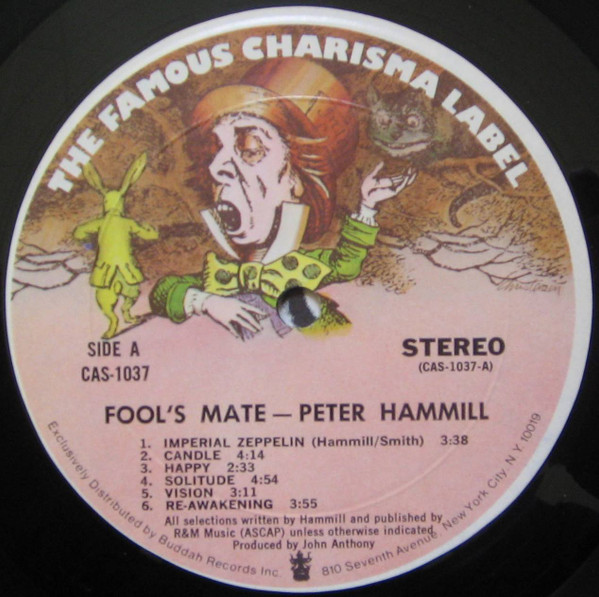 THE FAMOUS CHARISMA LABEL
SIDE A
CAS-1037
STEREO
(CAS-1037-A)
FOOL'S MATE — PETER HAMMILL
1. IMPERIAL ZEPPELIN (Hammill/Smith) 3:38
2. CANDLE 4:14
3. HAPPY 2:33
4. SOLITUDE 4:54
5. VISION 3:11
6. RE-AWAKENING 3:55
All selections written by Hammill and published by
R&M Music (ASCAP) unless otherwise indicated.
Produced by John Anthony
Exclusively Distributed by Buddah Records Inc. 810 Seventh Avenue, New York City, N Y 10019